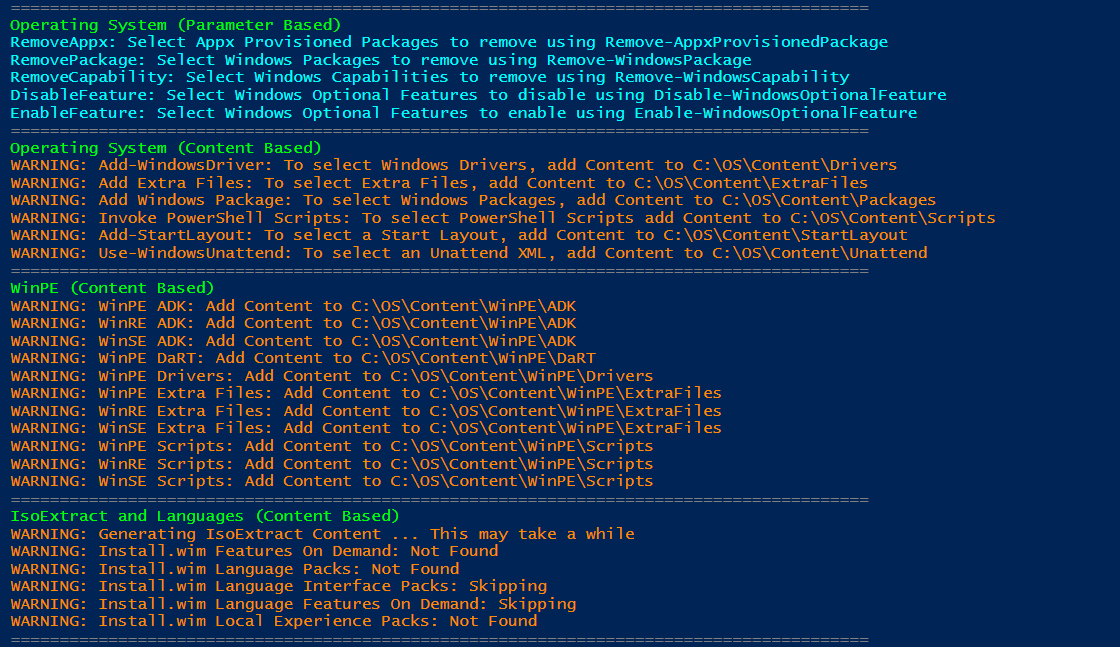 ========================================================================================
Operating System (Parameter Based)
RemoveAppx: Select Appx Provisioned Packages to remove using Remove-AppxProvisionedPackage
RemovePackage: Select Windows Packages to remove using Remove-WindowsPackage
RemoveCapability: Select Windows Capabilities to remove using Remove-WindowsCapability
DisableFeature: Select Windows Optional Features to disable using Disable-WindowsOptionalFeature
EnableFeature: Select Windows Optional Features to enable using Enable-WindowsOptionalFeature
========================================================================================
Operating System (Content Based)
WARNING: Add-WindowsDriver: To select Windows Drivers, add Content to C:\OS\Content\Drivers
WARNING: Add Extra Files: To select Extra Files, add Content to C:\OS\Content\ExtraFiles
WARNING: Add Windows Package: To select Windows Packages, add Content to C:\OS\Content\Packages
WARNING: Invoke PowerShell Scripts: To select PowerShell Scripts add Content to C:\OS\Content\Scripts
WARNING: Add-StartLayout: To select a Start Layout, add Content to C:\OS\Content\StartLayout
WARNING: Use-WindowsUnattend: To select an Unattend XML, add Content to C:\OS\Content\Unattend
========================================================================================
WinPE (Content Based)
WARNING: WinPE ADK: Add Content to C:\OS\Content\WinPE\ADK
WARNING: WinRE ADK: Add Content to C:\OS\Content\WinPE\ADK
WARNING: WinSE ADK: Add Content to C:\OS\Content\WinPE\ADK
WARNING: WinPE DaRT: Add Content to C:\OS\Content\WinPE\DaRT
WARNING: WinPE Drivers: Add Content to C:\OS\Content\WinPE\Drivers
WARNING: WinPE Extra Files: Add Content to C:\OS\Content\WinPE\ExtraFiles
WARNING: WinRE Extra Files: Add Content to C:\OS\Content\WinPE\ExtraFiles
WARNING: WinSE Extra Files: Add Content to C:\OS\Content\WinPE\ExtraFiles
WARNING: WinPE Scripts: Add Content to C:\OS\Content\WinPE\Scripts
WARNING: WinRE Scripts: Add Content to C:\OS\Content\WinPE\Scripts
WARNING: WinSE Scripts: Add Content to C:\OS\Content\WinPE\Scripts
========================================================================================
IsoExtract and Languages (Content Based)
WARNING: Generating IsoExtract Content ... This may take a while
WARNING: Install.wim Features On Demand: Not Found
WARNING: Install.wim Language Packs: Not Found
WARNING: Install.wim Language Interface Packs: Skipping
WARNING: Install.wim Language Features On Demand: Skipping
WARNING: Install.wim Local Experience Packs: Not Found
========================================================================================